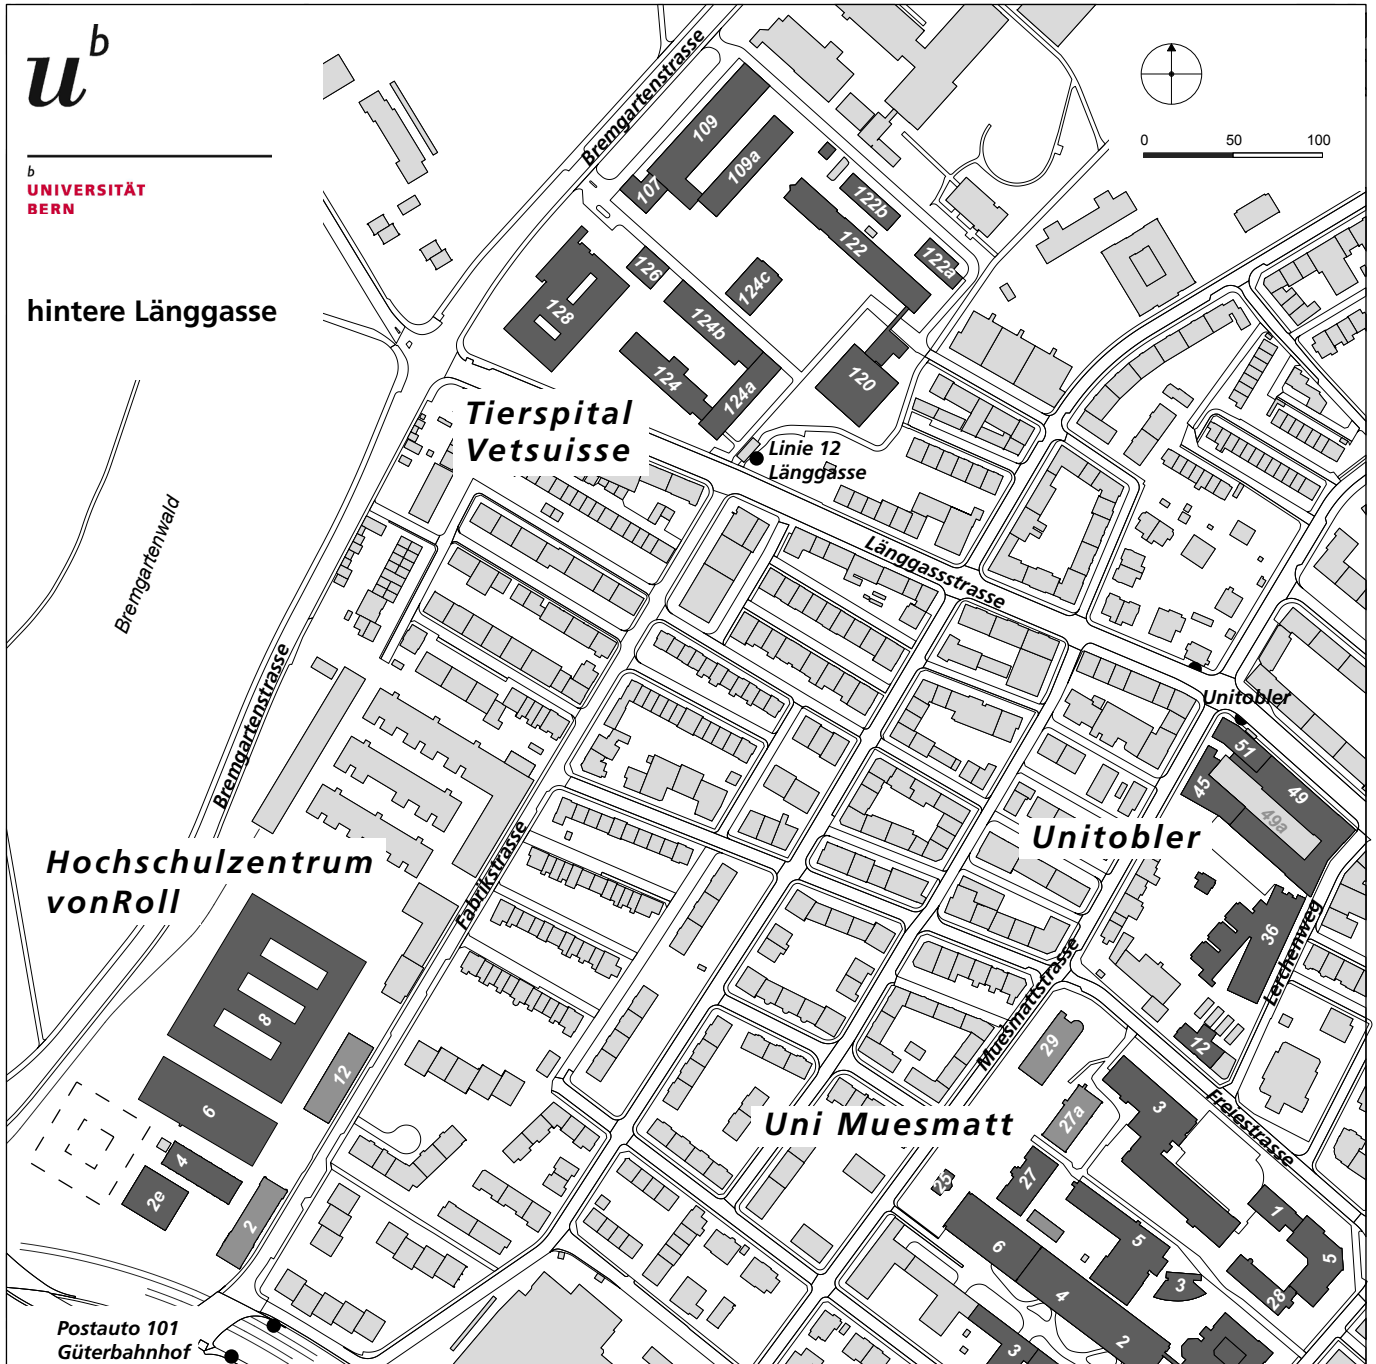 u b
b
UNIVERSITÄT
BERN
hintere Länggasse
0 50 100
Bremgartenstrasse
109
109a
107
122b
122
122a
126
124c
128
124b
124
124a
120
Tierspital
Vetsuisse
Linie 12
Länggasse
Bremgartenwald
Länggassstrasse
Bremgartenstrasse
Unitobler
51
45
49
49a
Unitobler
Hochschulzentrum
vonRoll
Fabrikstrasse
36
Lerchenweg
Muesmattstrasse
8
12
29
12
6
3
27a
Uni Muesmatt
Freiestrasse
4
2e
25
27
2
1
5
5
6
3
28
4
2
3
Postauto 101
Güterbahnhof